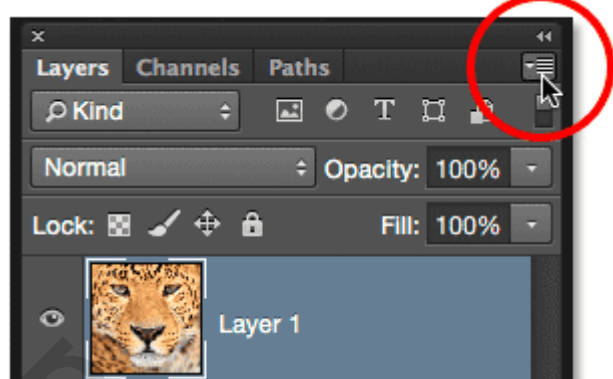 Layers Channels Paths
Kind T
Normal Opacity: 100%
Lock: Fill: 100%
Layer 1